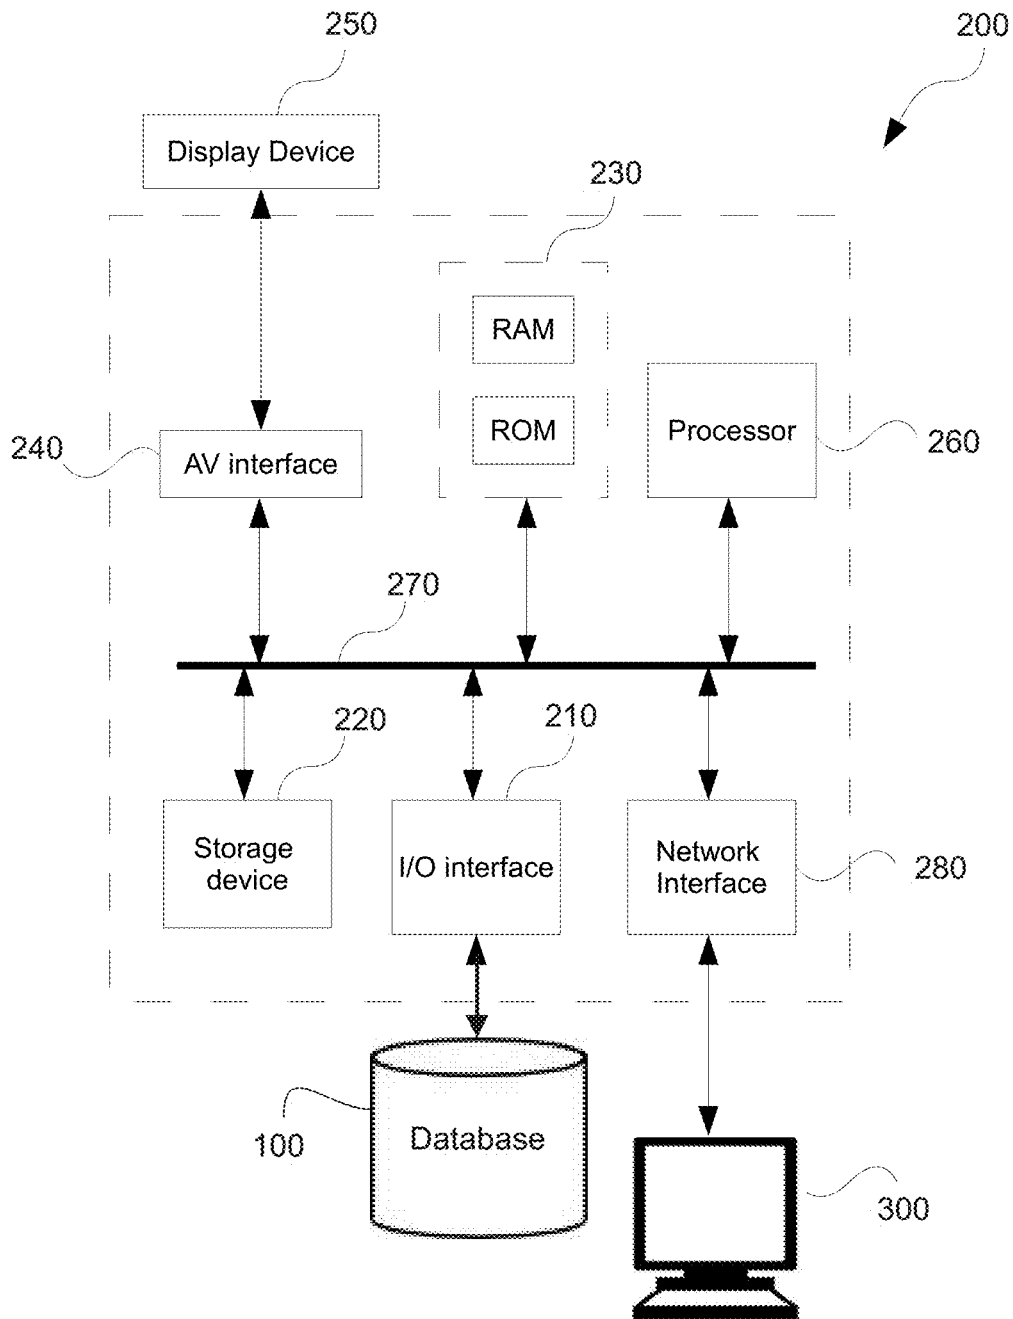 250
200
Display Device
230
RAM
ROM
Processor
240
AV interface
260
270
220
210
Storage
device
I/O interface
Network
Interface
280
100
Database
300